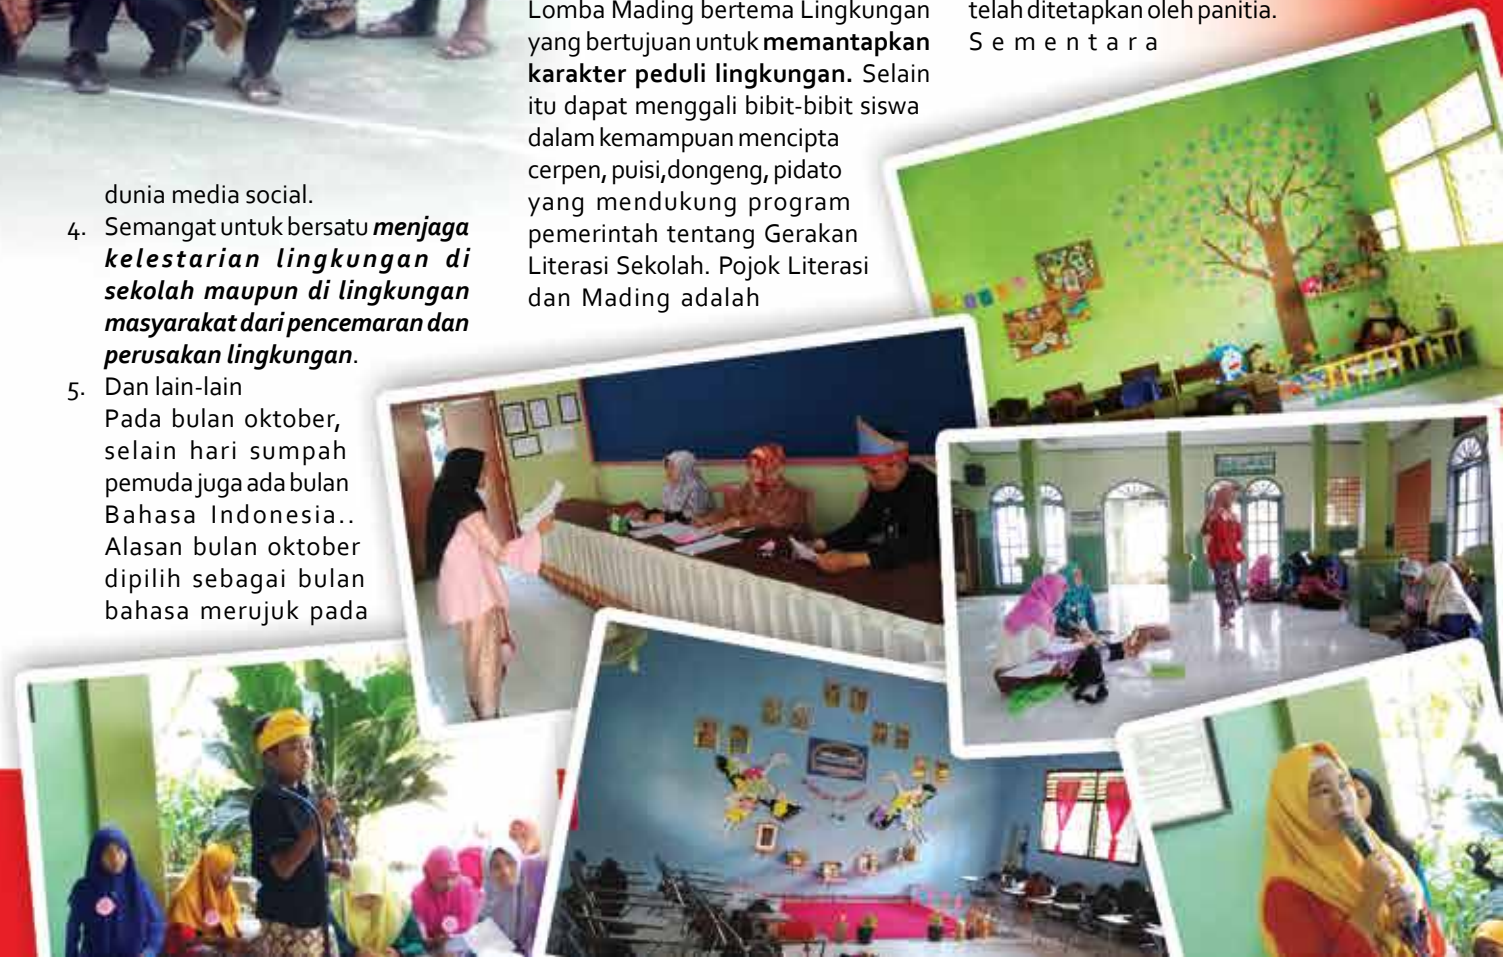 dunia media social.
4. Semangat untuk bersatu menjaga
kelestarian lingkungan di
sekolah maupun di lingkungan
masyarakat dari pencemaran dan
perusakan lingkungan.
5. Dan lain-lain
Pada bulan oktober,
selain hari sumpah
pemuda juga ada bulan
Bahasa Indonesia..
Alasan bulan oktober
dipilih sebagai bulan
bahasa merujuk pada
Lomba Mading bertema Lingkungan
yang bertujuan untuk memantapkan
karakter peduli lingkungan. Selain
itu dapat menggali bibit-bibit siswa
dalam kemampuan mencipta
cerpen, puisi,dongeng, pidato
yang mendukung program
pemerintah tentang Gerakan
Literasi Sekolah. Pojok Literasi
dan Mading adalah
telah ditetapkan oleh panitia.
Sementara